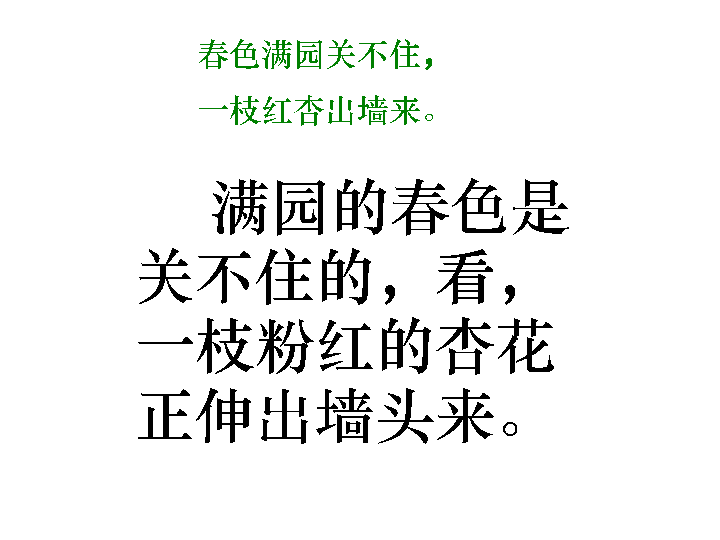 春色满园关不住，
一枝红杏出墙来。
满园的春色是
关不住的，看，
一枝粉红的杏花
正伸出墙头来。